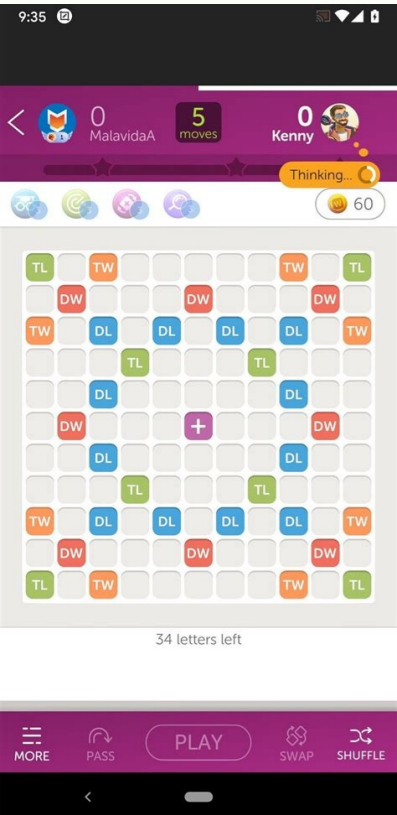 9:35
0 5 0
MalavidaA moves Kenny
Thinking...
60
TL TW TW TL
DW DW DW
TW DL DL DL DL TW
TL TL
DL DL
DW + DW
DL DL
TL TL
TW DL DL DL DL TW
DW DW DW
TL TW TW TL
34 letters left
MORE PASS PLAY SWAP SHUFFLE